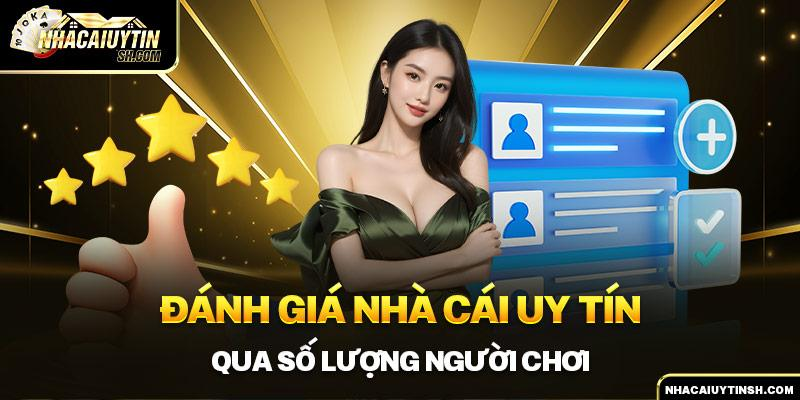 NHACAIUYTIN
SH.COM
ĐÁNH GIÁ NHÀ CÁI UY TÍN
QUA SỐ LƯỢNG NGƯỜI CHƠI
NHACAIUYTINSH.COM